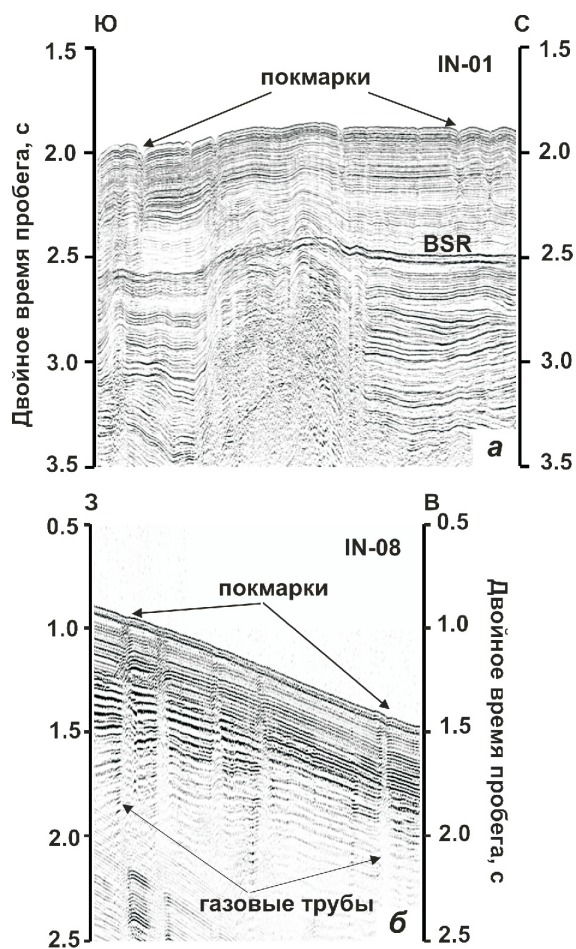 Ю С
1.5 1.5
IN-01
покмарки
2.0 2.0
Двойное время пробега, с
BSR
2.5 2.5
3.0 3.0
а
3.5 3.5
З В
0.5 0.5
IN-08
покмарки
1.0 1.0
Двойное время пробега, с
1.5 1.5
2.0 2.0
газовые трубы
б
2.5 2.5